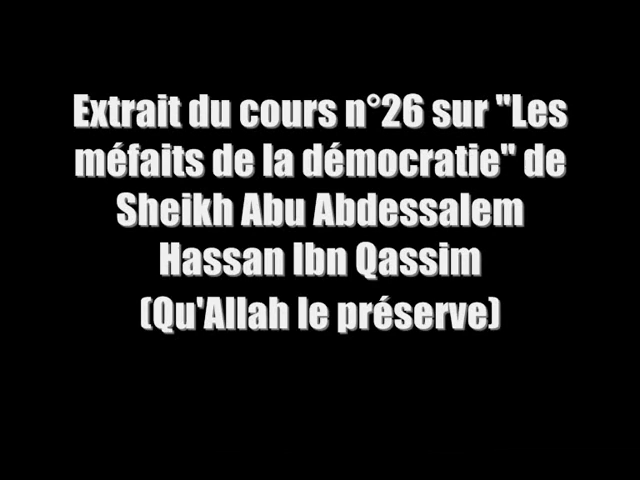 Extrait du cours n°26 sur "Les
méfaits de la démocratie" de
Sheikh Abu Abdessalem
Hassan Ibn Qassim
(Qu'Allah le préserve)